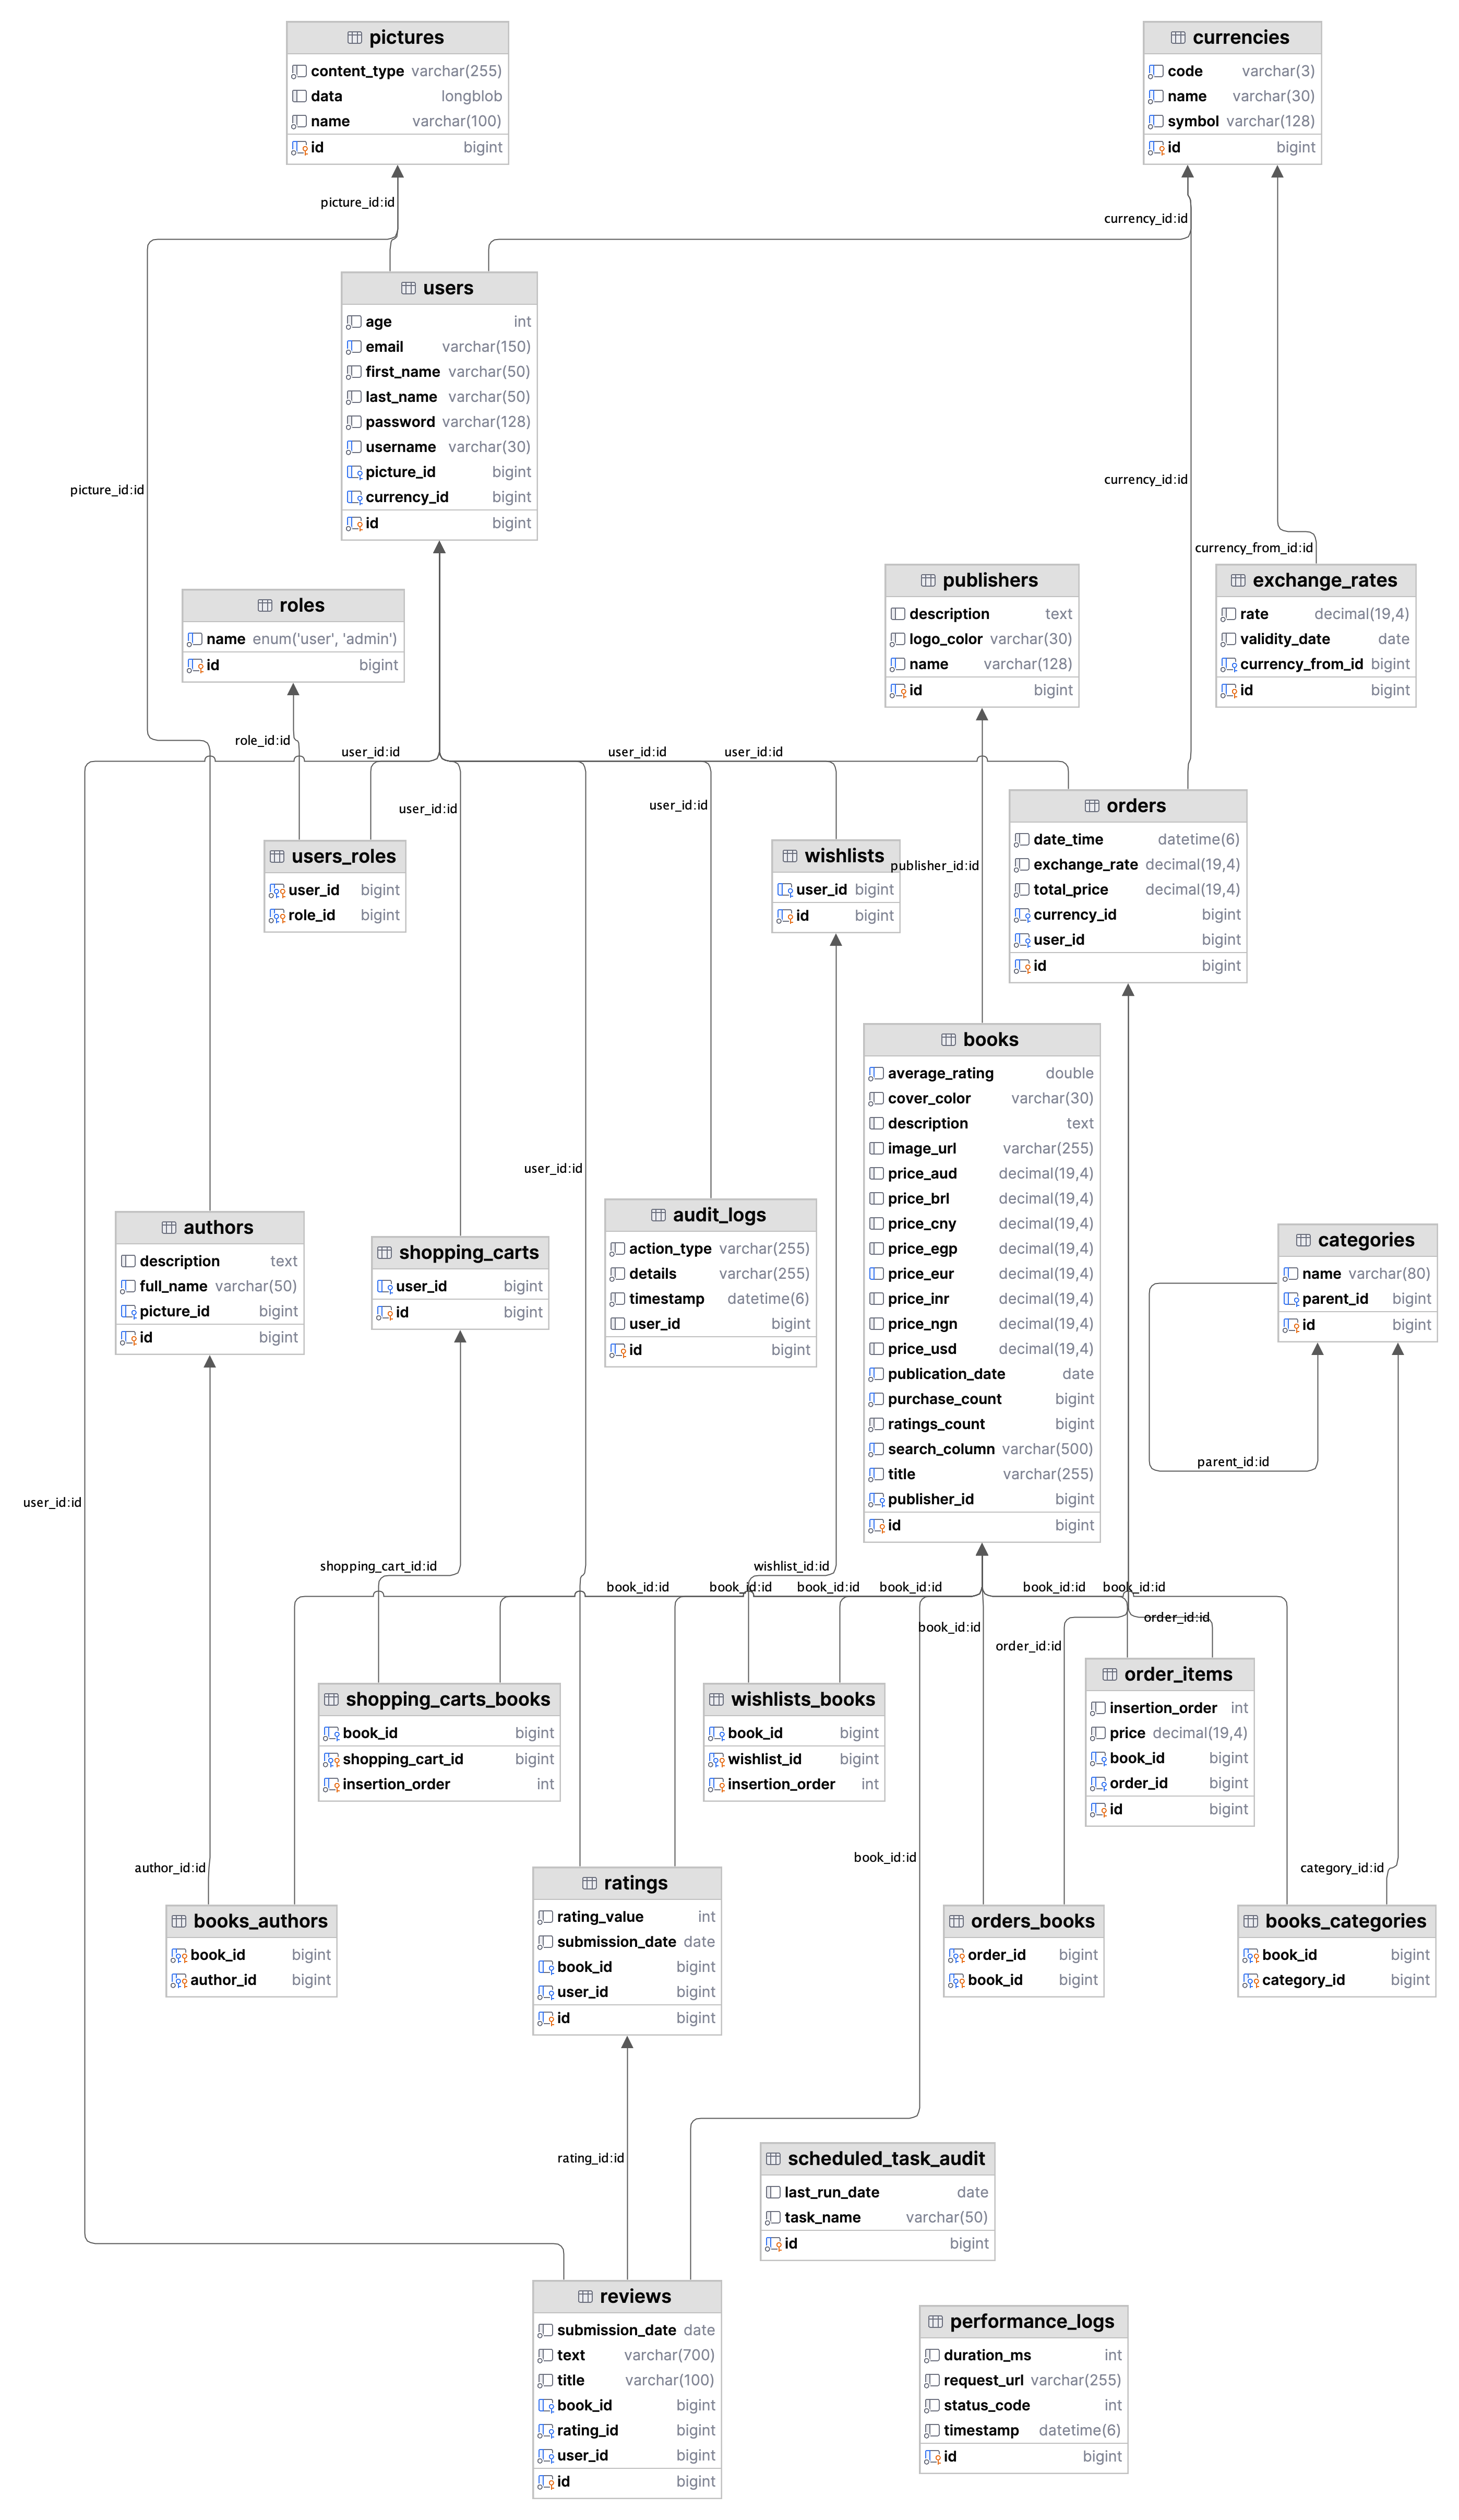 pictures
content_type varchar(255)
data longblob
name varchar(100)
id bigint
currencies
code varchar(3)
name varchar(30)
symbol varchar(128)
id bigint
picture_id:id
currency_id:id
users
age int
email varchar(150)
first_name varchar(50)
last_name varchar(50)
password varchar(128)
username varchar(30)
picture_id bigint
currency_id bigint
id bigint
picture_id:id
currency_id:id
currency_from_id:id
roles
name enum('user', 'admin')
id bigint
publishers
description text
logo_color varchar(30)
name varchar(128)
id bigint
exchange_rates
rate decimal(19,4)
validity_date date
currency_from_id bigint
id bigint
role_id:id
user_id:id
user_id:id
user_id:id
user_id:id
user_id:id
users_roles
user_id bigint
role_id bigint
wishlists
user_id bigint
id bigint
publisher_id:id
orders
date_time datetime(6)
exchange_rate decimal(19,4)
total_price decimal(19,4)
currency_id bigint
user_id bigint
id bigint
books
average_rating double
cover_color varchar(30)
description text
image_url varchar(255)
price_aud decimal(19,4)
price_brl decimal(19,4)
price_cny decimal(19,4)
price_egp decimal(19,4)
price_eur decimal(19,4)
price_inr decimal(19,4)
price_ngn decimal(19,4)
price_usd decimal(19,4)
publication_date date
purchase_count bigint
ratings_count bigint
search_column varchar(500)
title varchar(255)
publisher_id bigint
id bigint
user_id:id
authors
description text
full_name varchar(50)
picture_id bigint
id bigint
shopping_carts
user_id bigint
id bigint
audit_logs
action_type varchar(255)
details varchar(255)
timestamp datetime(6)
user_id bigint
id bigint
categories
name varchar(80)
parent_id bigint
id bigint
parent_id:id
user_id:id
shopping_cart_id:id
wishlist_id:id
book_id:id
book_id:id
book_id:id
book_id:id
book_id:id
book_id:id
book_id:id
order_id:id
order_id:id
shopping_carts_books
book_id bigint
shopping_cart_id bigint
insertion_order int
wishlists_books
book_id bigint
wishlist_id bigint
insertion_order int
order_items
insertion_order int
price decimal(19,4)
book_id bigint
order_id bigint
id bigint
author_id:id
book_id:id
category_id:id
books_authors
book_id bigint
author_id bigint
ratings
rating_value int
submission_date date
book_id bigint
user_id bigint
id bigint
orders_books
order_id bigint
book_id bigint
books_categories
book_id bigint
category_id bigint
rating_id:id
scheduled_task_audit
last_run_date date
task_name varchar(50)
id bigint
reviews
submission_date date
text varchar(700)
title varchar(100)
book_id bigint
rating_id bigint
user_id bigint
id bigint
performance_logs
duration_ms int
request_url varchar(255)
status_code int
timestamp datetime(6)
id bigint